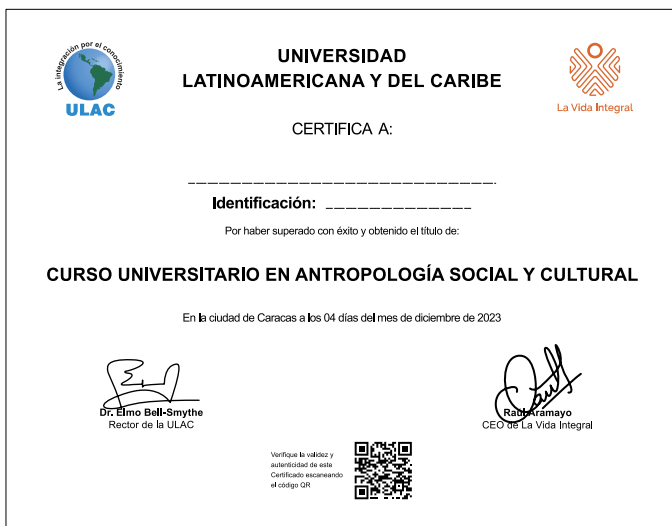 La integración por el conocimiento
ULAC
UNIVERSIDAD
LATINOAMERICANA Y DEL CARIBE
La Vida Integral
CERTIFICA A:
Identificación:
Por haber superado con éxito y obtenido el título de:
CURSO UNIVERSITARIO EN ANTROPOLOGÍA SOCIAL Y CULTURAL
En la ciudad de Caracas a los 04 días del mes de diciembre de 2023
Dr. Elmo Bell-Smythe
Rector de la ULAC
Raúl Aramayo
CEO de La Vida Integral
Verifique la validez y
autenticidad de este
Certificado escaneando
el código QR